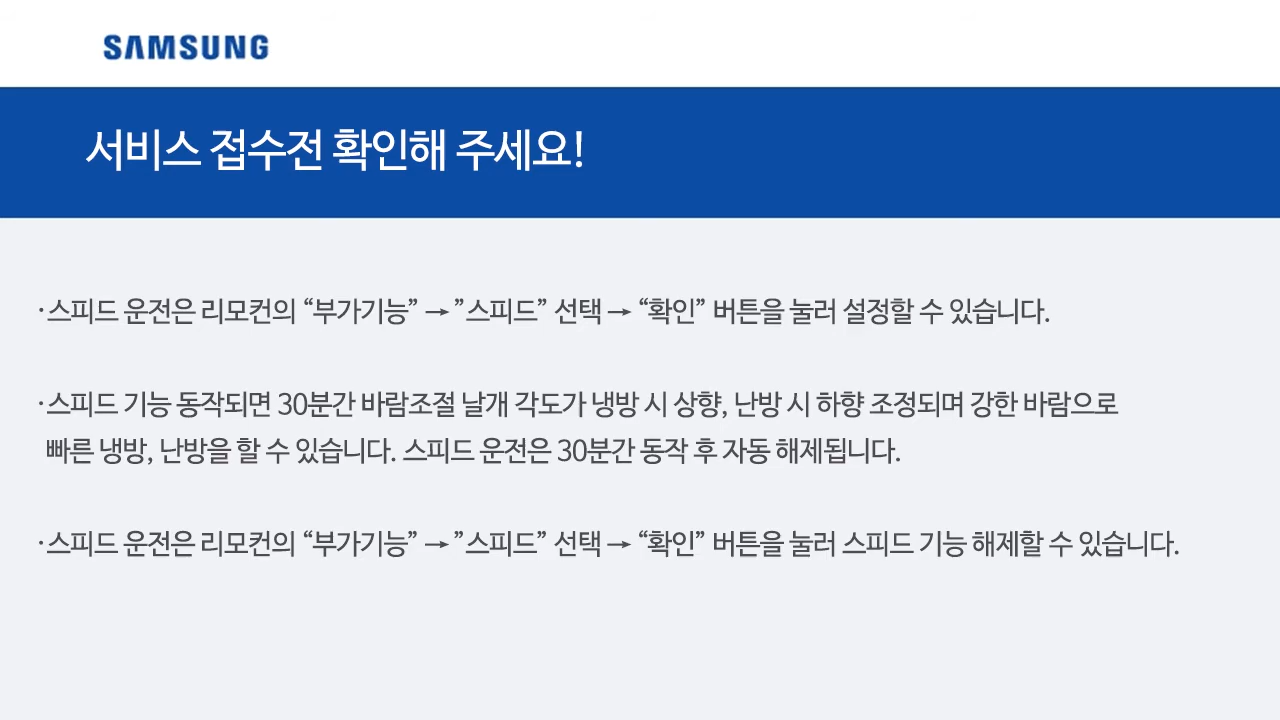 SAMSUNG
서비스 접수전 확인해 주세요!
·스피드 운전은 리모컨의 “부가기능” → ”스피드” 선택 → “확인” 버튼을 눌러 설정할 수 있습니다.
·스피드 기능 동작되면 30분간 바람조절 날개 각도가 냉방 시 상향, 난방 시 하향 조정되며 강한 바람으로
빠른 냉방, 난방을 할 수 있습니다. 스피드 운전은 30분간 동작 후 자동 해제됩니다.
·스피드 운전은 리모컨의 “부가기능” → ”스피드” 선택 → “확인” 버튼을 눌러 스피드 기능 해제할 수 있습니다.